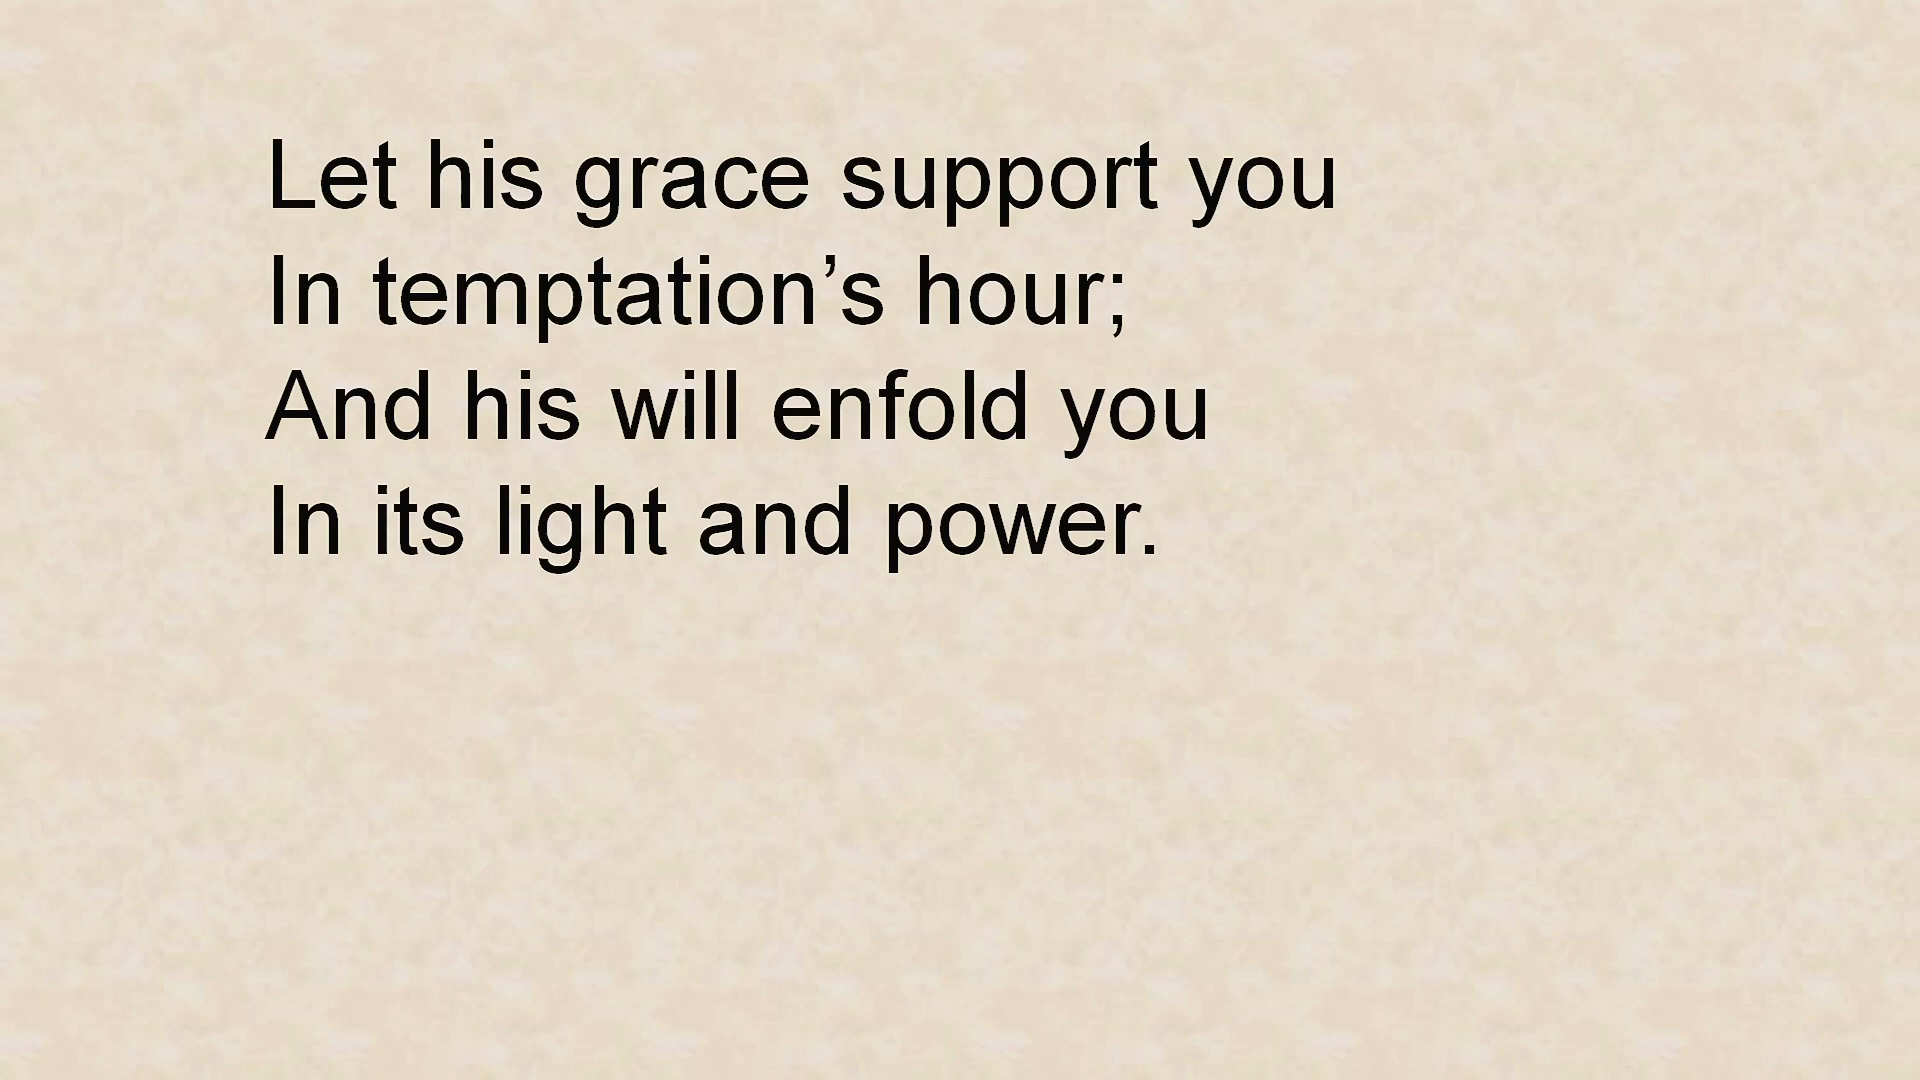 Let his grace support you
In temptation’s hour;
And his will enfold you
In its light and power.